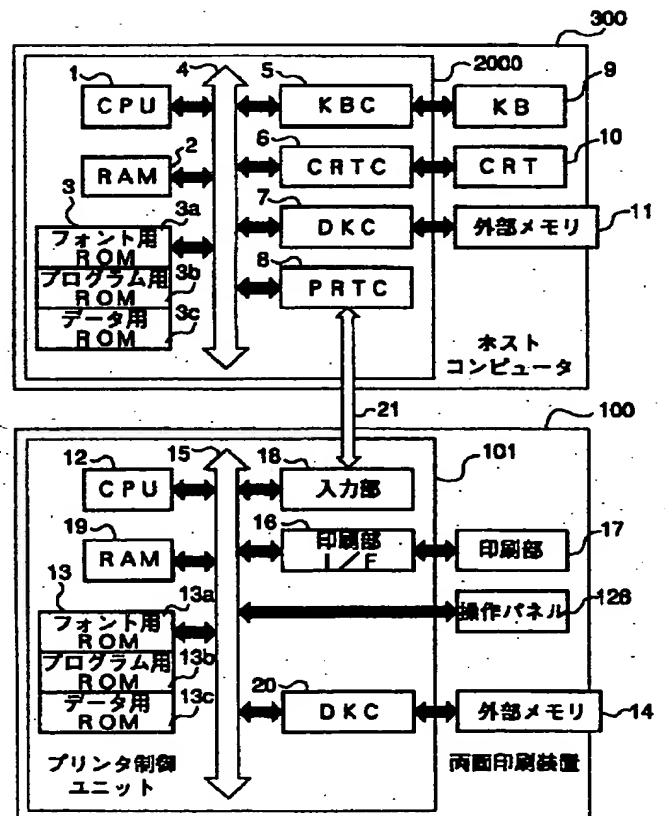 300
2000
1
4
5
9
CPU
KBC
KB
6
10
2
CRTC
CRT
RAM
7
3
3a
DKC
外部メモリ
11
フォント用
ROM
8
プログラム用
3b
ROM
PRTC
データ用
3c
ROM
ホスト
コンピュータ
21
100
15
12
18
101
CPU
入力部
19
16
RAM
印刷部
I/F
印刷部
17
13
13a
操作パネル
126
フォント用
ROM
プログラム用
13b
ROM
20
データ用
13c
ROM
DKC
外部メモリ
14
プリンタ制御
ユニット
両面印刷装置